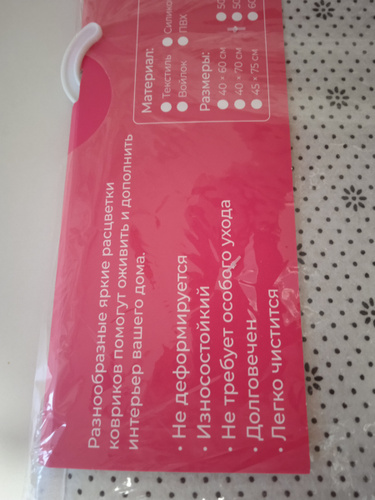 Материал:
Текстиль
Войлок
ПВХ
Размеры:
40 × 60 см
40 × 70 см
45 × 75 см
Разнообразные яркие расцветки
ковриков помогут оживить и дополнить
интерьер вашего дома.
• Не деформируется
• Износостойкий
• Не требует особого ухода
• Долговечен
• Легко чистится